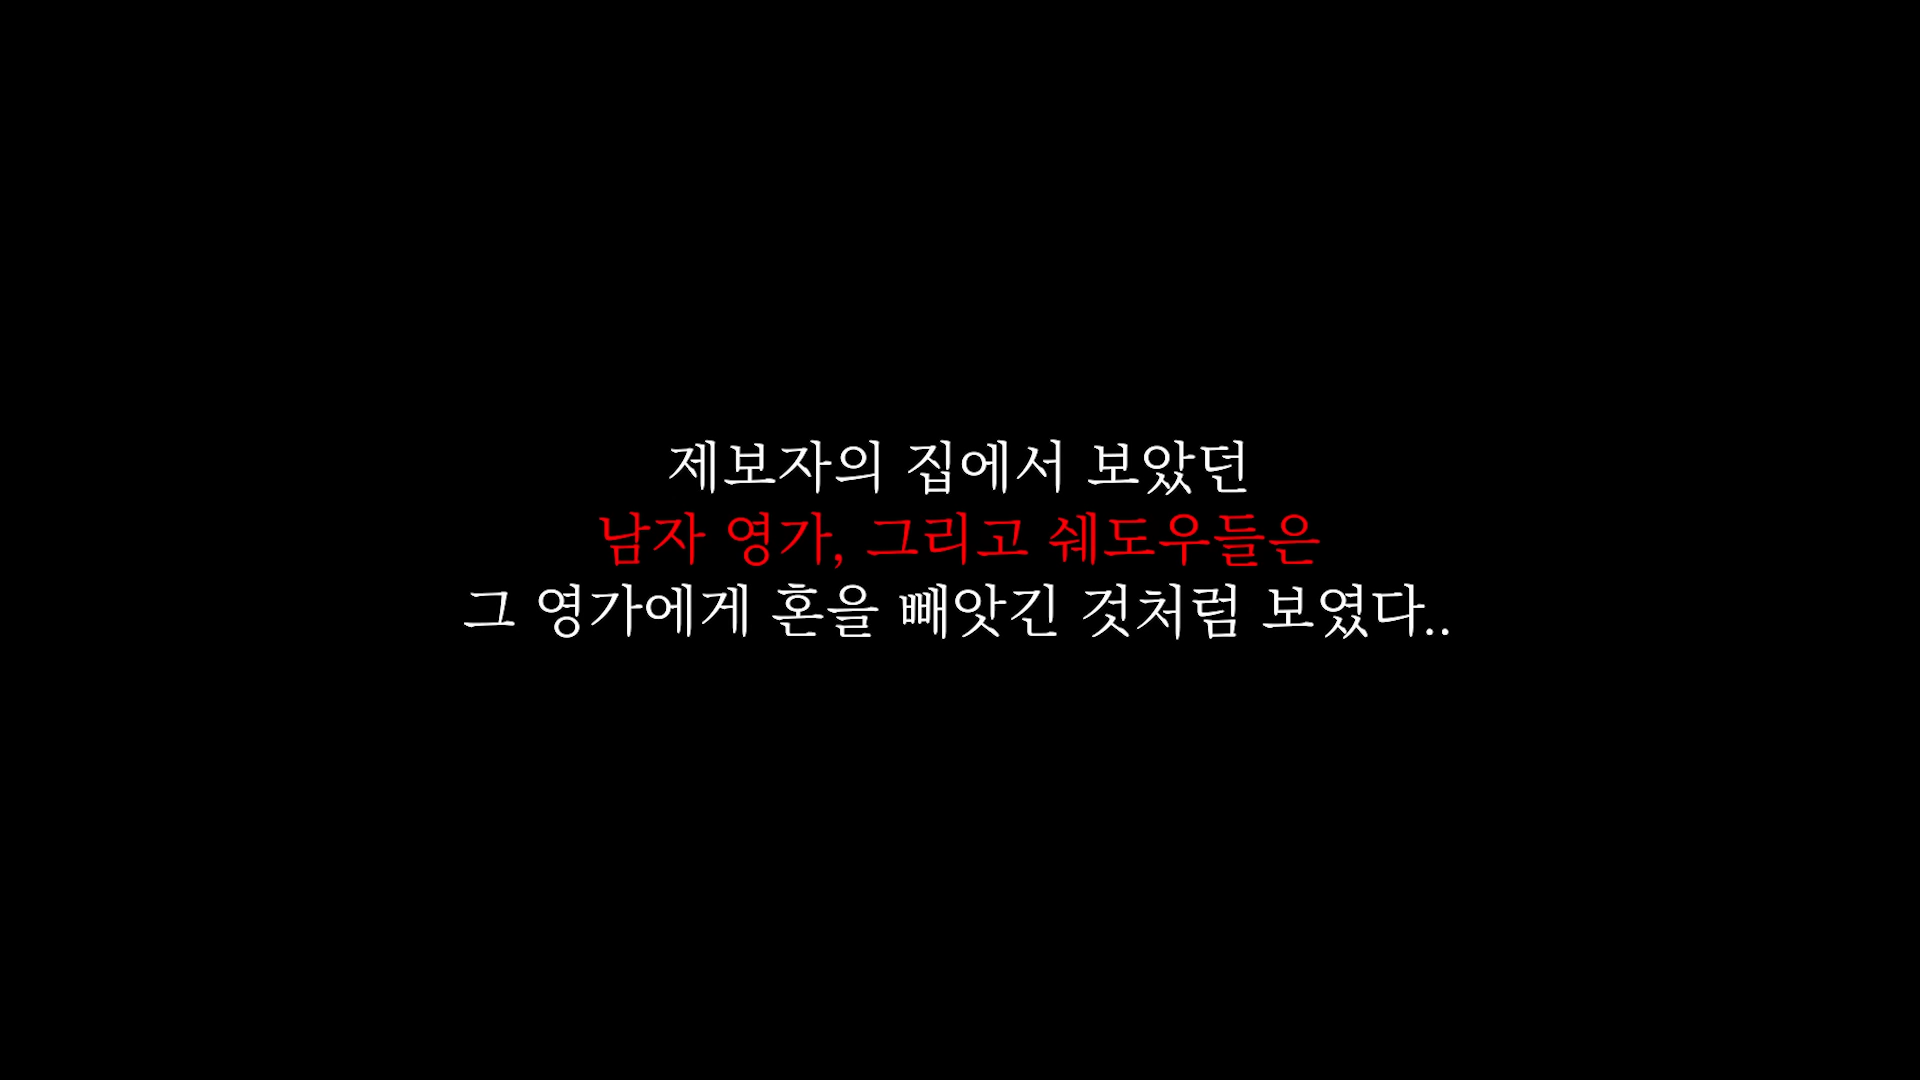 제보자의 집에서 보았던
남자 영가, 그리고 쉐도우들은
그 영가에게 혼을 빼앗긴 것처럼 보였다..